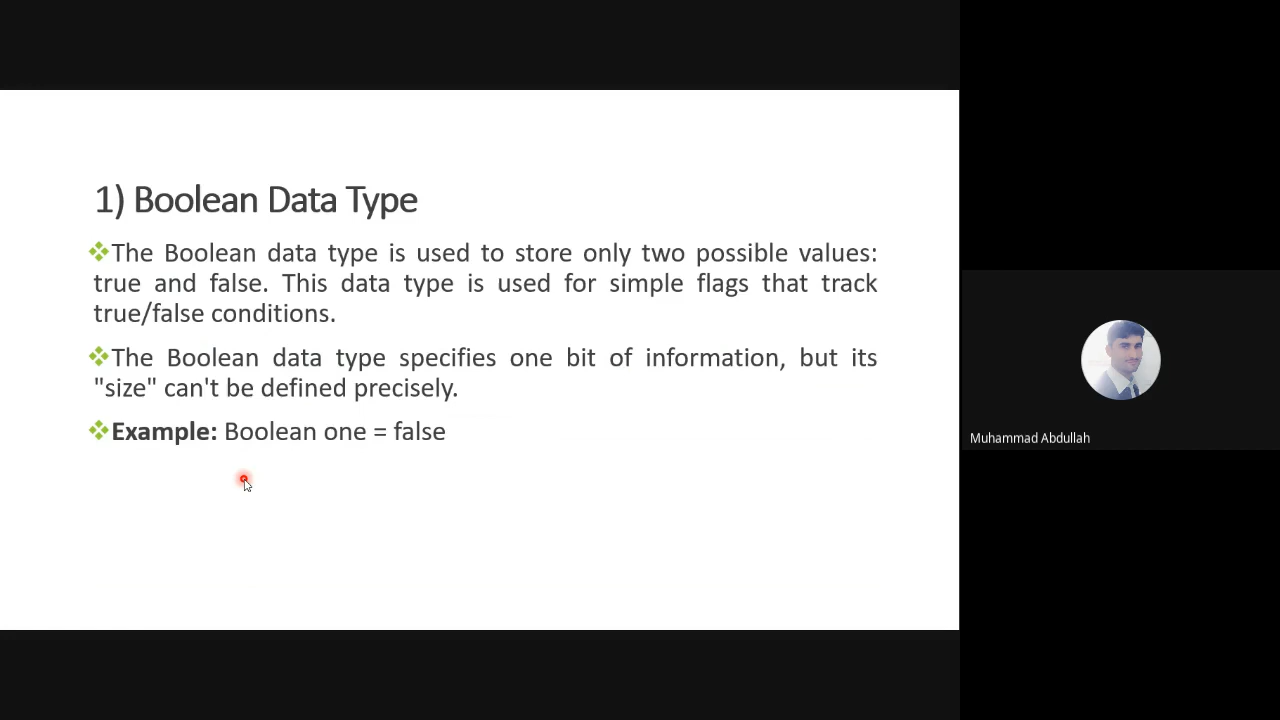 1) Boolean Data Type
The Boolean data type is used to store only two possible values:
true and false. This data type is used for simple flags that track
true/false conditions.
The Boolean data type specifies one bit of information, but its
"size" can't be defined precisely.
Example: Boolean one = false
Muhammad Abdullah